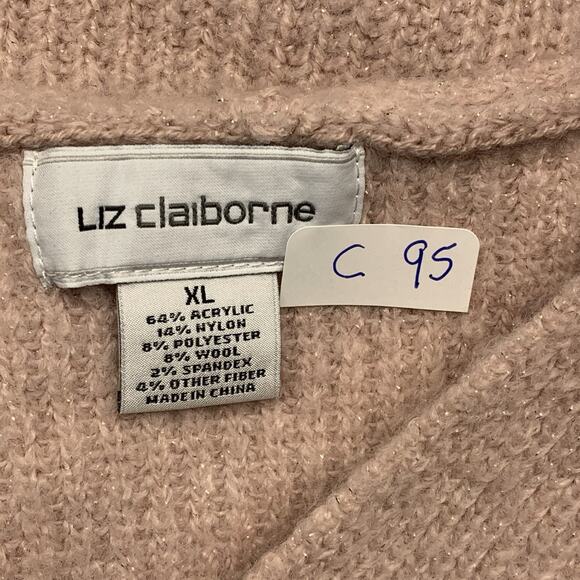 LIZ claiborne
C 95
XL
64% ACRYLIC
14% NYLON
8% POLYESTER
8% WOOL
2% SPANDEX
4% OTHER FIBER
MADE IN CHINA